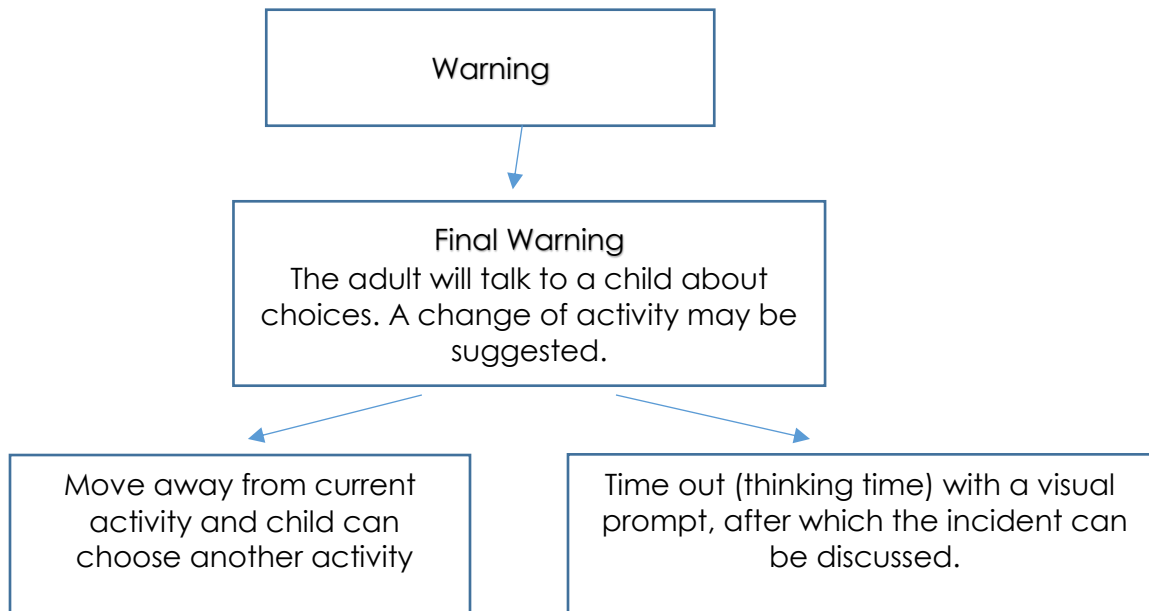 Warning
Final Warning
The adult will talk to a child about
choices. A change of activity may be
suggested.
Move away from current
activity and child can
choose another activity
Time out (thinking time) with a visual
prompt, after which the incident can
be discussed.